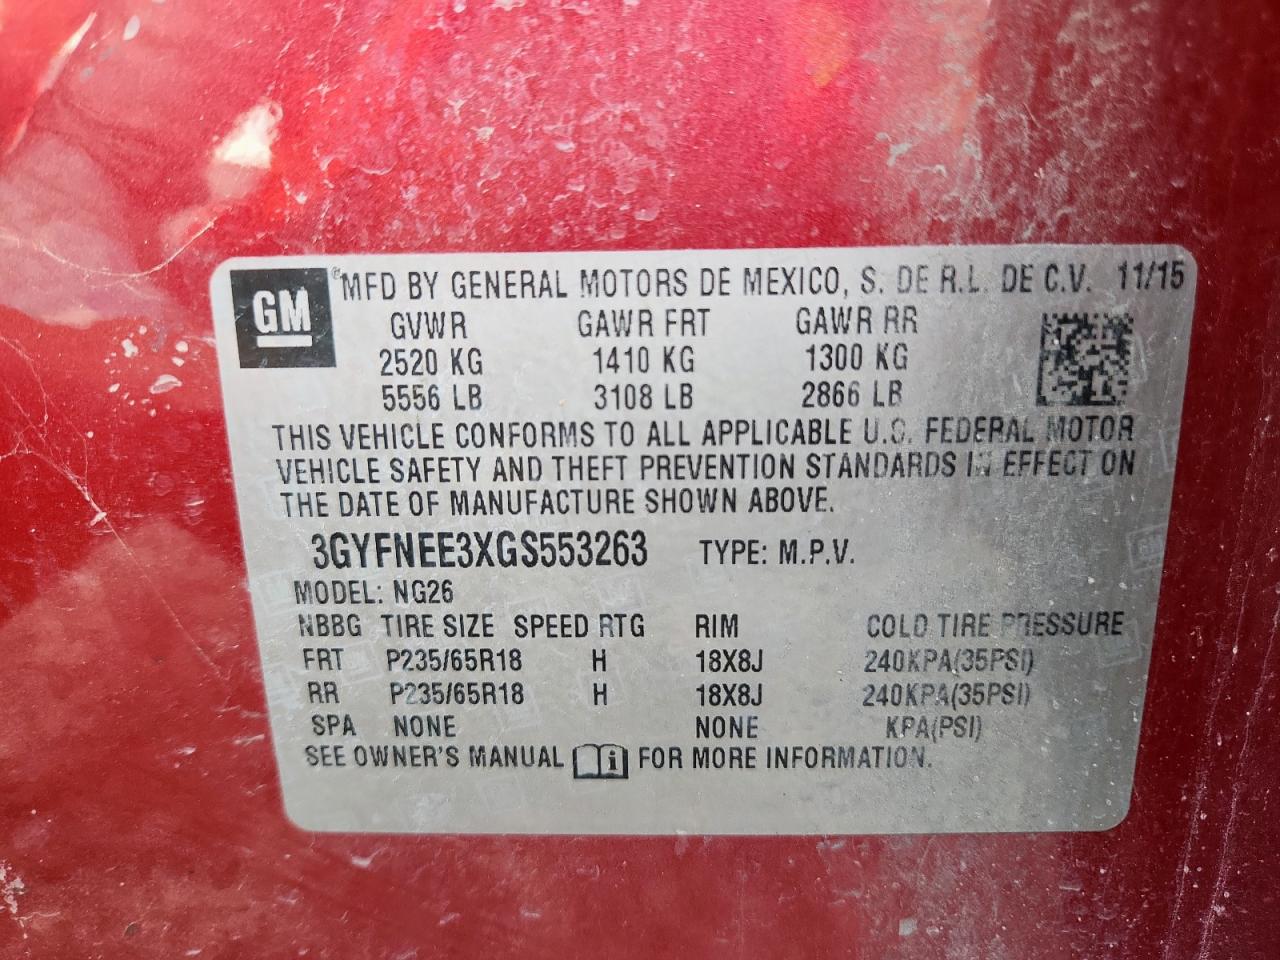 GM ® MFD BY GENERAL MOTORS DE MEXICO, S. DE R.L. DE C.V. 11/15
GVWR GAWR FRT GAWR RR
2520 KG 1410 KG 1300 KG
5556 LB 3108 LB 2866 LB
THIS VEHICLE CONFORMS TO ALL APPLICABLE U.S. FEDERAL MOTOR
VEHICLE SAFETY AND THEFT PREVENTION STANDARDS IN EFFECT ON
THE DATE OF MANUFACTURE SHOWN ABOVE.
3GYFNEE3XGS553263 TYPE: M.P.V.
MODEL: NG26
NBBG TIRE SIZE SPEED RTG RIM COLD TIRE PRESSURE
FRT P235/65R18 H 18X8J 240KPA(35PSI)
RR P235/65R18 H 18X8J 240KPA(35PSI)
SPA NONE NONE KPA(PSI)
SEE OWNER'S MANUAL i FOR MORE INFORMATION.